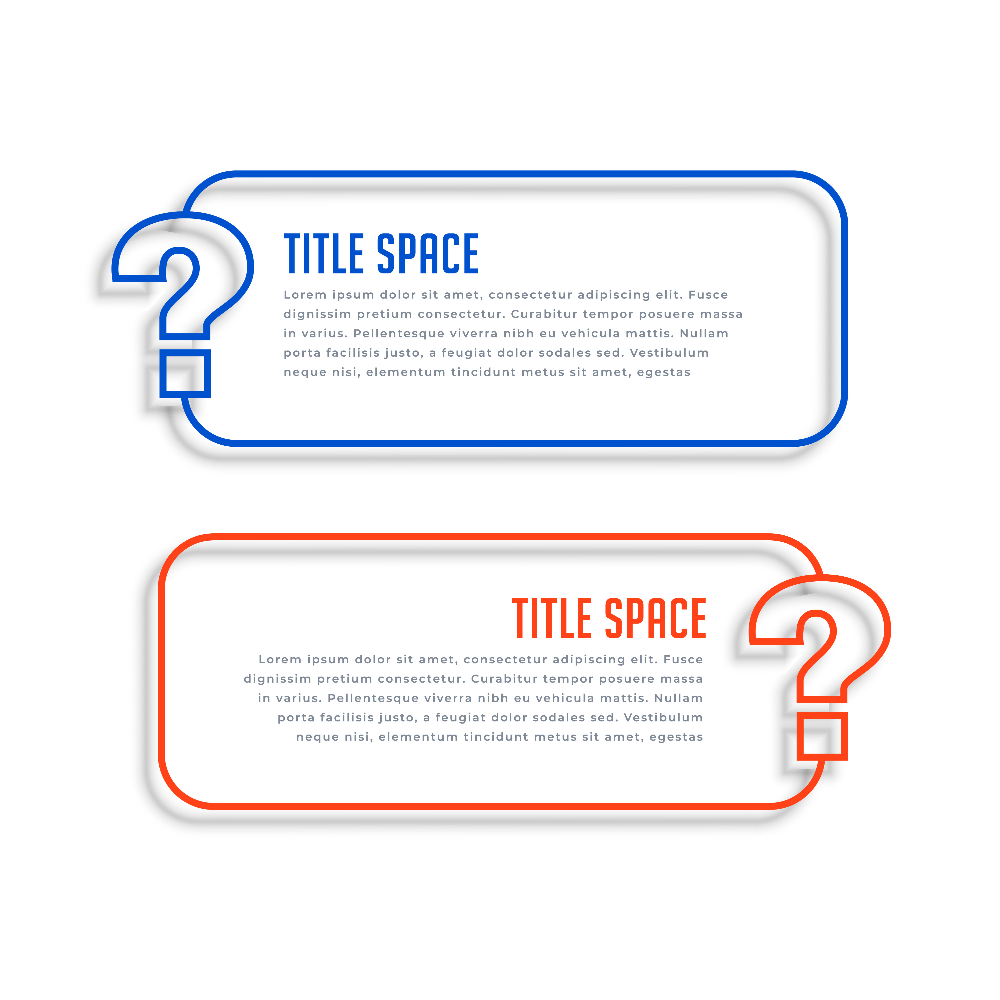 ?
TITLE SPACE
Lorem ipsum dolor sit amet, consectetur adipiscing elit. Fusce
dignissim pretium consectetur. Curabitur tempor posuere massa
in varius. Pellentesque viverra nibh eu vehicula mattis. Nullam
porta facilisis justo, a feugiat dolor sodales sed. Vestibulum
neque nisi, elementum tincidunt metus sit amet, egestas
TITLE SPACE
?
Lorem ipsum dolor sit amet, consectetur adipiscing elit. Fusce
dignissim pretium consectetur. Curabitur tempor posuere massa
in varius. Pellentesque viverra nibh eu vehicula mattis. Nullam
porta facilisis justo, a feugiat dolor sodales sed. Vestibulum
neque nisi, elementum tincidunt metus sit amet, egestas